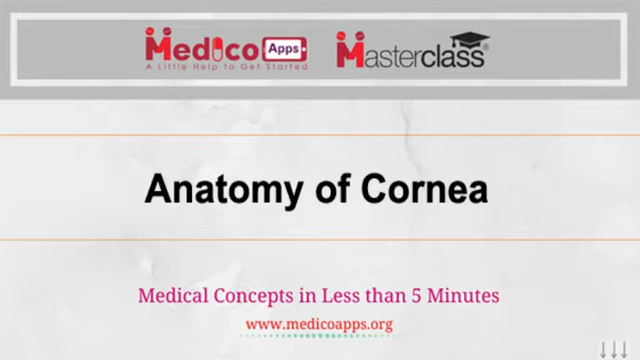 Medico Apps
A Little Help to Get Started
Masterclass
Anatomy of Cornea
Medical Concepts in Less than 5 Minutes
www.medicoapps.org